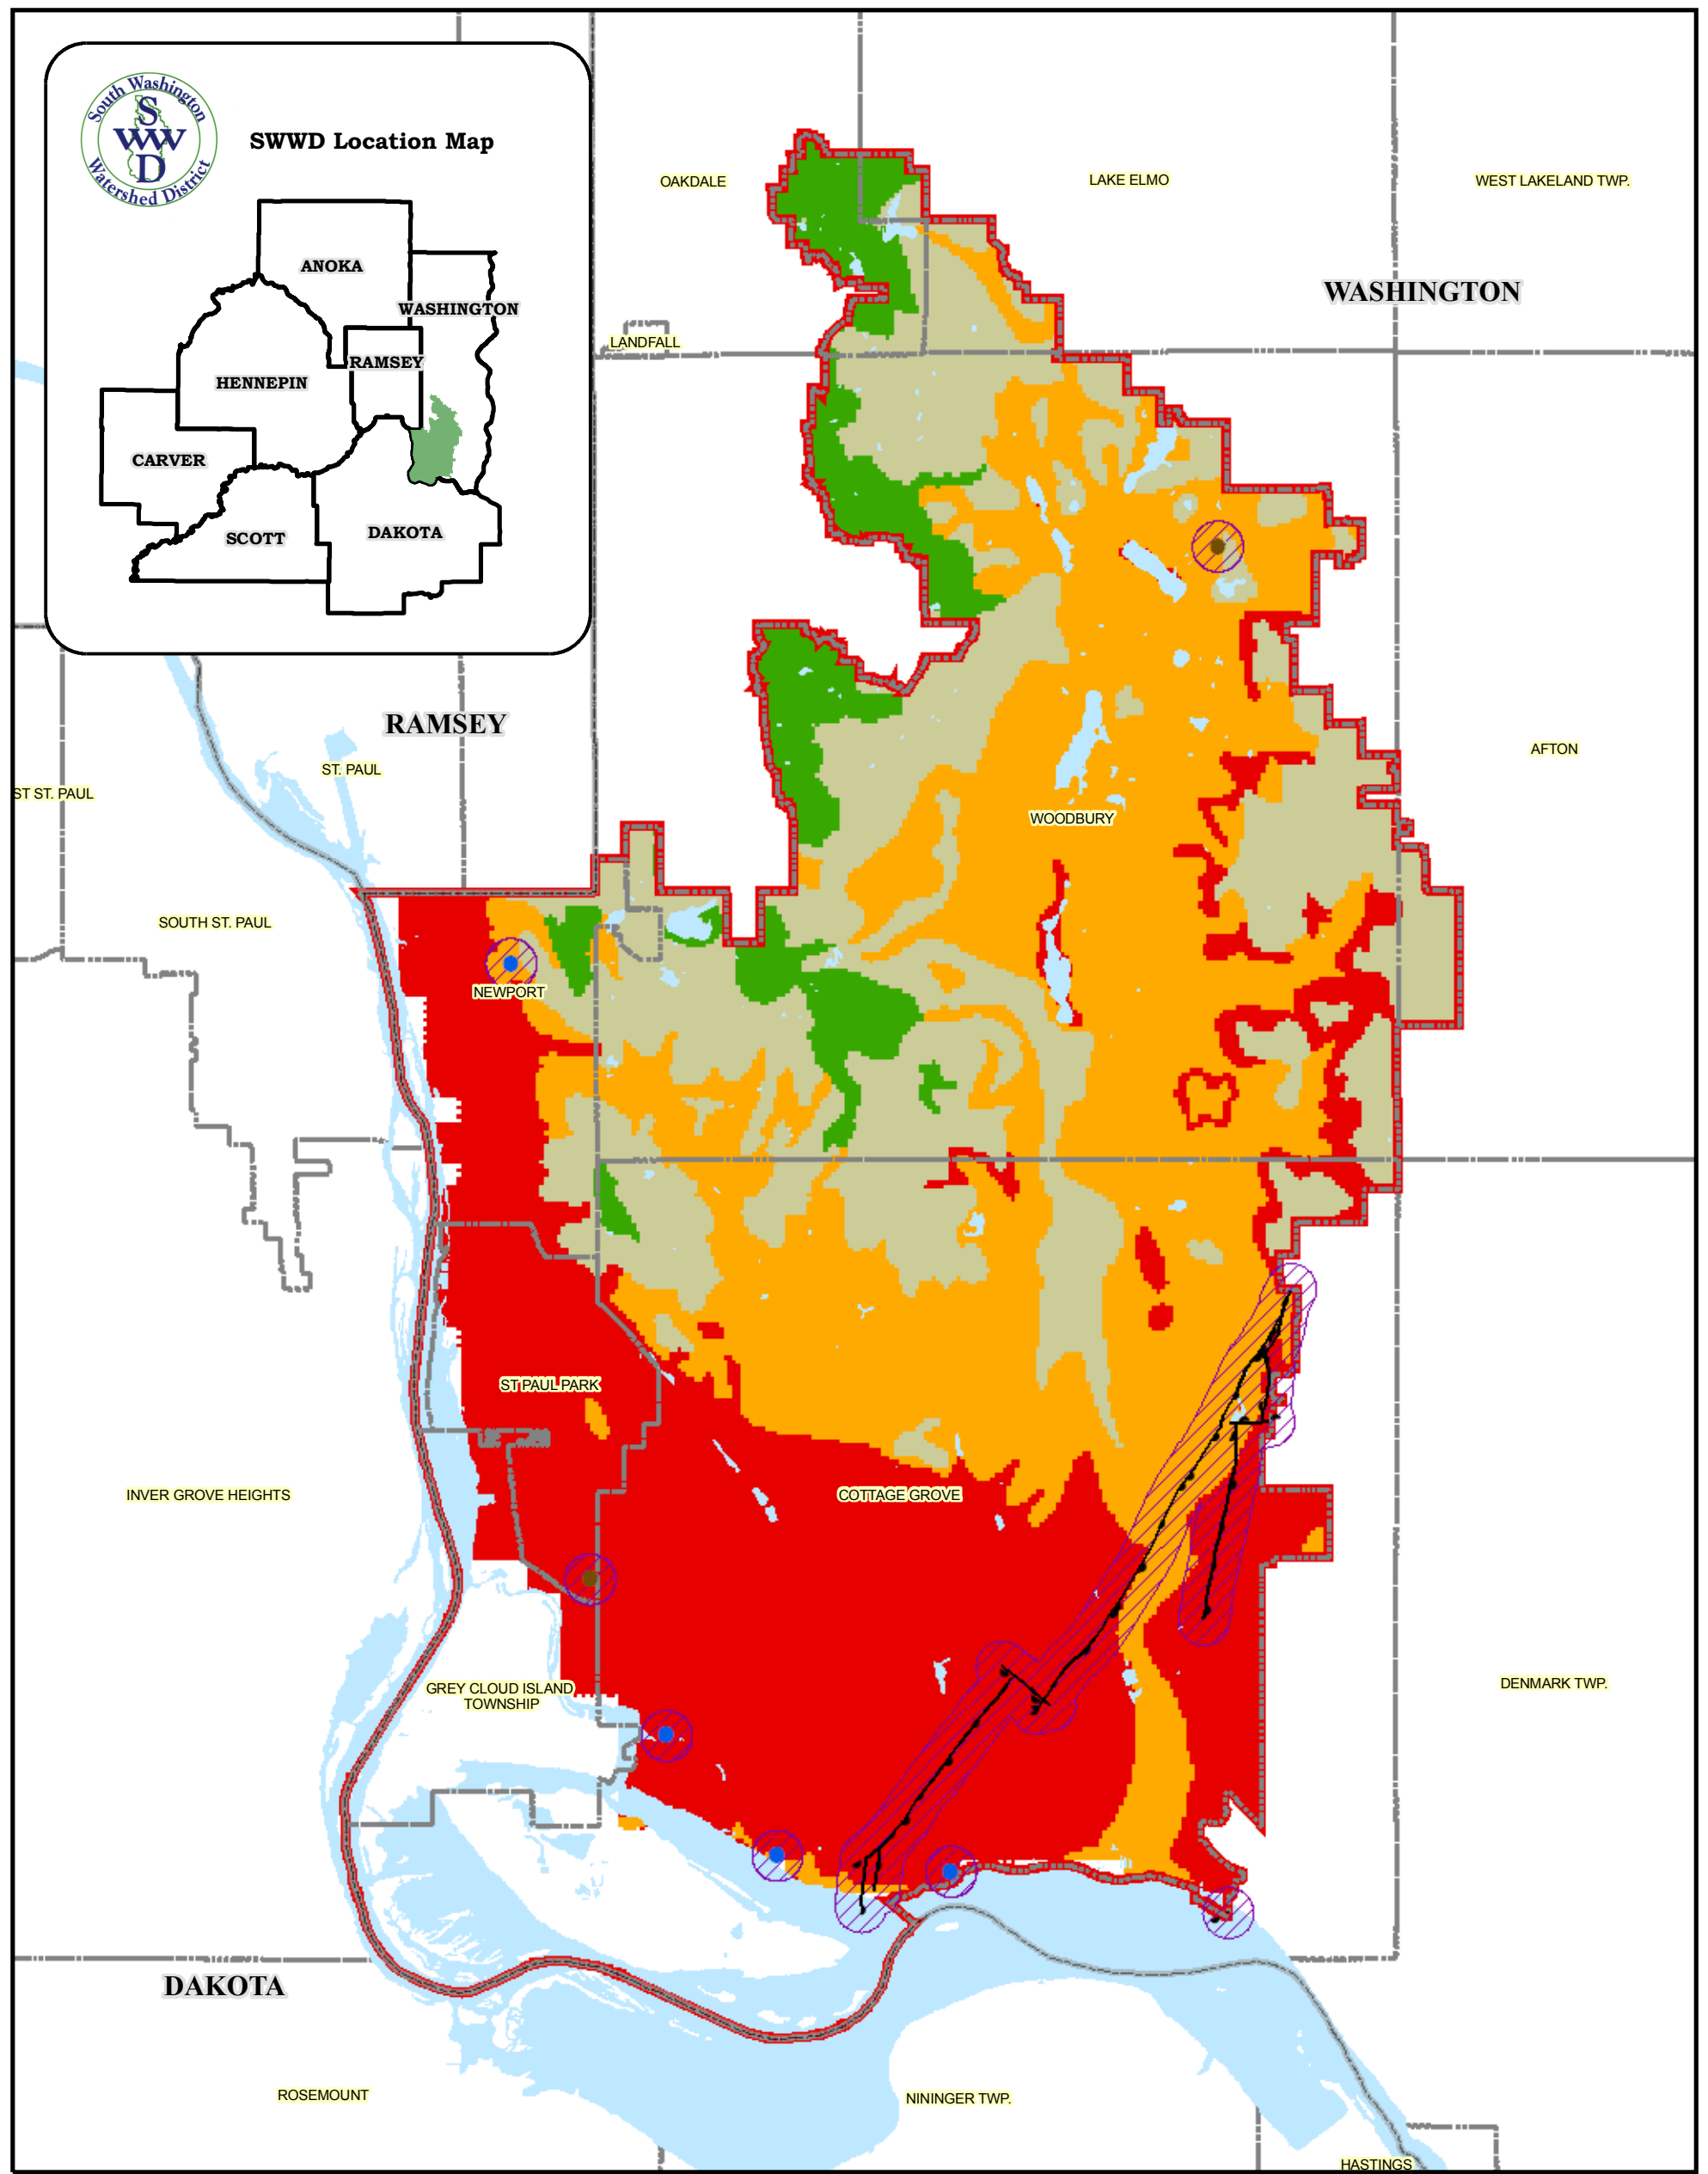 South Washington
S
WWD
D
Watershed District
SWWD Location Map
ANOKA
WASHINGTON
RAMSEY
HENNEPIN
CARVER
SCOTT
DAKOTA
OAKDALE
LAKE ELMO
WEST LAKELAND TWP.
WASHINGTON
LANDFALL
RAMSEY
ST. PAUL
ST ST. PAUL
AFTON
WOODBURY
SOUTH ST. PAUL
NEWPORT
ST PAUL PARK
INVER GROVE HEIGHTS
COTTAGE GROVE
GREY CLOUD ISLAND
TOWNSHIP
DENMARK TWP.
DAKOTA
ROSEMOUNT
NININGER TWP.
HASTINGS